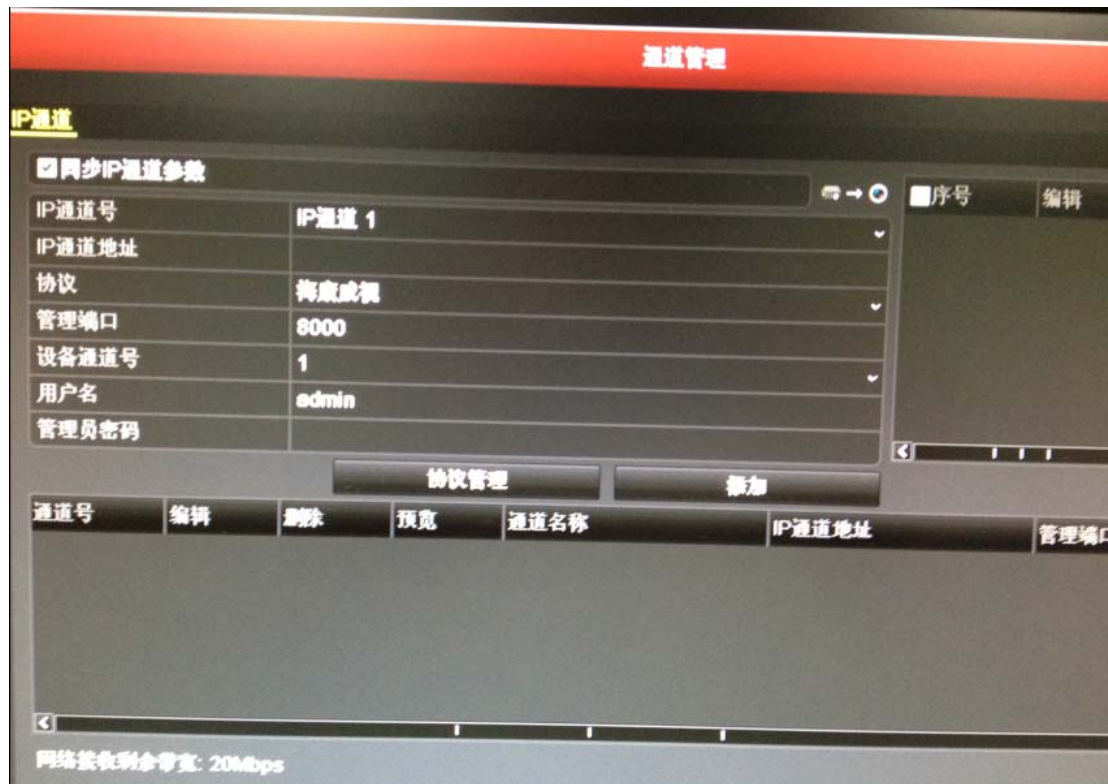 通道管理
IP通道
同步IP通道参数
序号 编辑
IP通道号 IP通道 1
IP通道地址
协议 海康威视
管理端口 8000
设备通道号 1
用户名 admin
管理员密码
协议管理 添加
通道号 编辑 删除 预览 通道名称 IP通道地址 管理端口
网络接收剩余带宽: 20Mbps